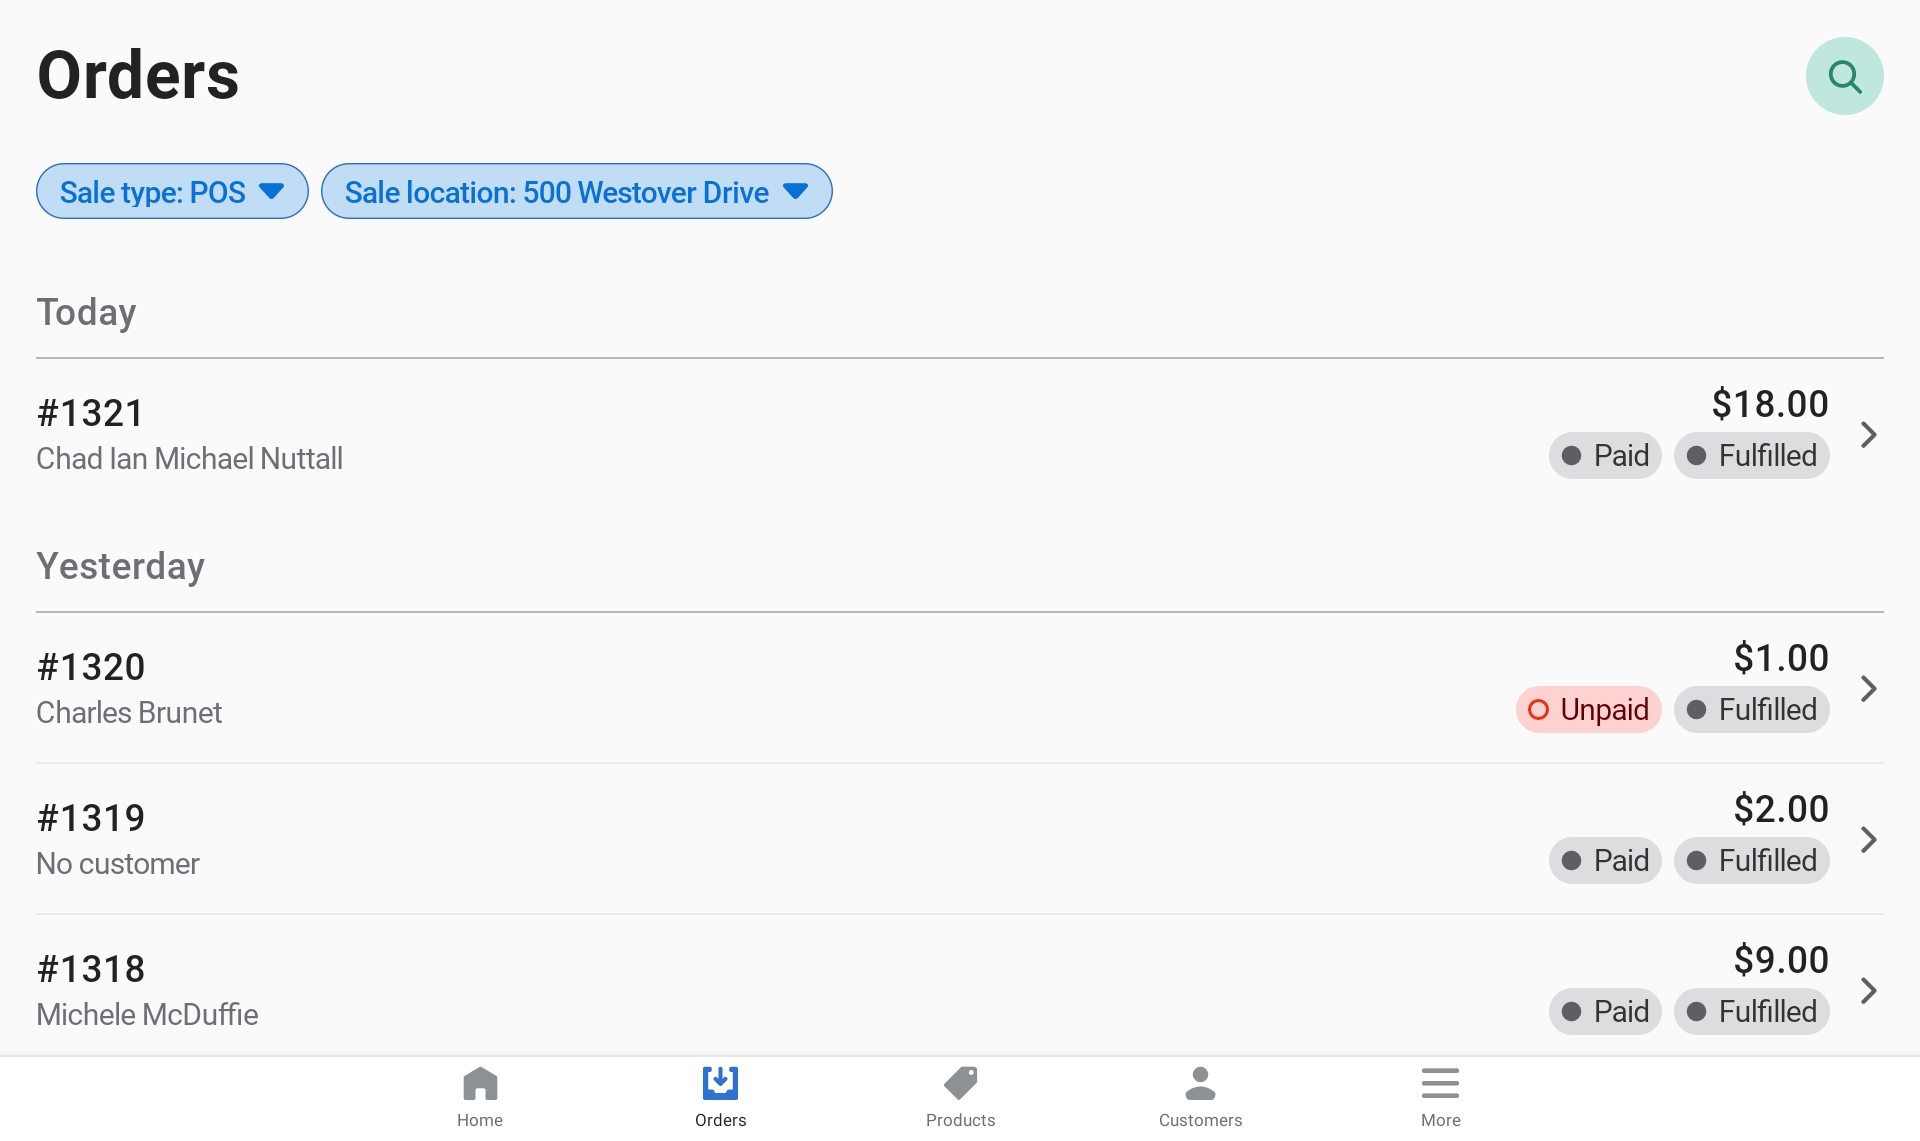 Orders
Sale type: POS
Sale location: 500 Westover Drive
Today
#1321
Chad Ian Michael Nuttall
$18.00
Paid
Fulfilled
Yesterday
#1320
Charles Brunet
$1.00
Unpaid
Fulfilled
#1319
No customer
$2.00
Paid
Fulfilled
#1318
Michele McDuffie
$9.00
Paid
Fulfilled
Home
Orders
Products
Customers
More